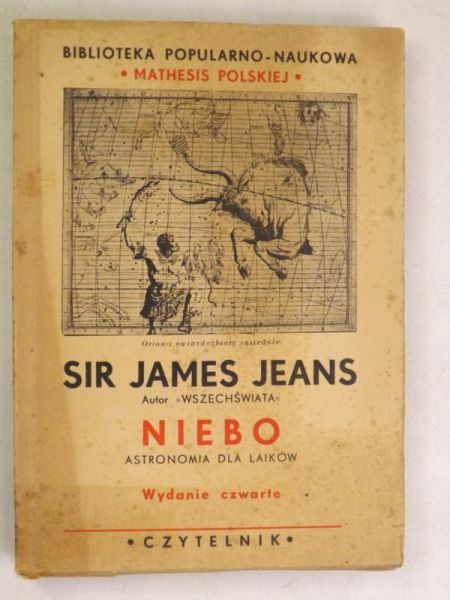 BIBLIOTEKA POPULARNO-NAUKOWA
• MATHESIS POLSKIEJ •
Orion i gwiazdozbiory sąsiednie
SIR JAMES JEANS
Autor »WSZECHŚWIATA«
NIEBO
ASTRONOMIA DLA LAIKÓW
Wydanie czwarte
• CZYTELNIK •